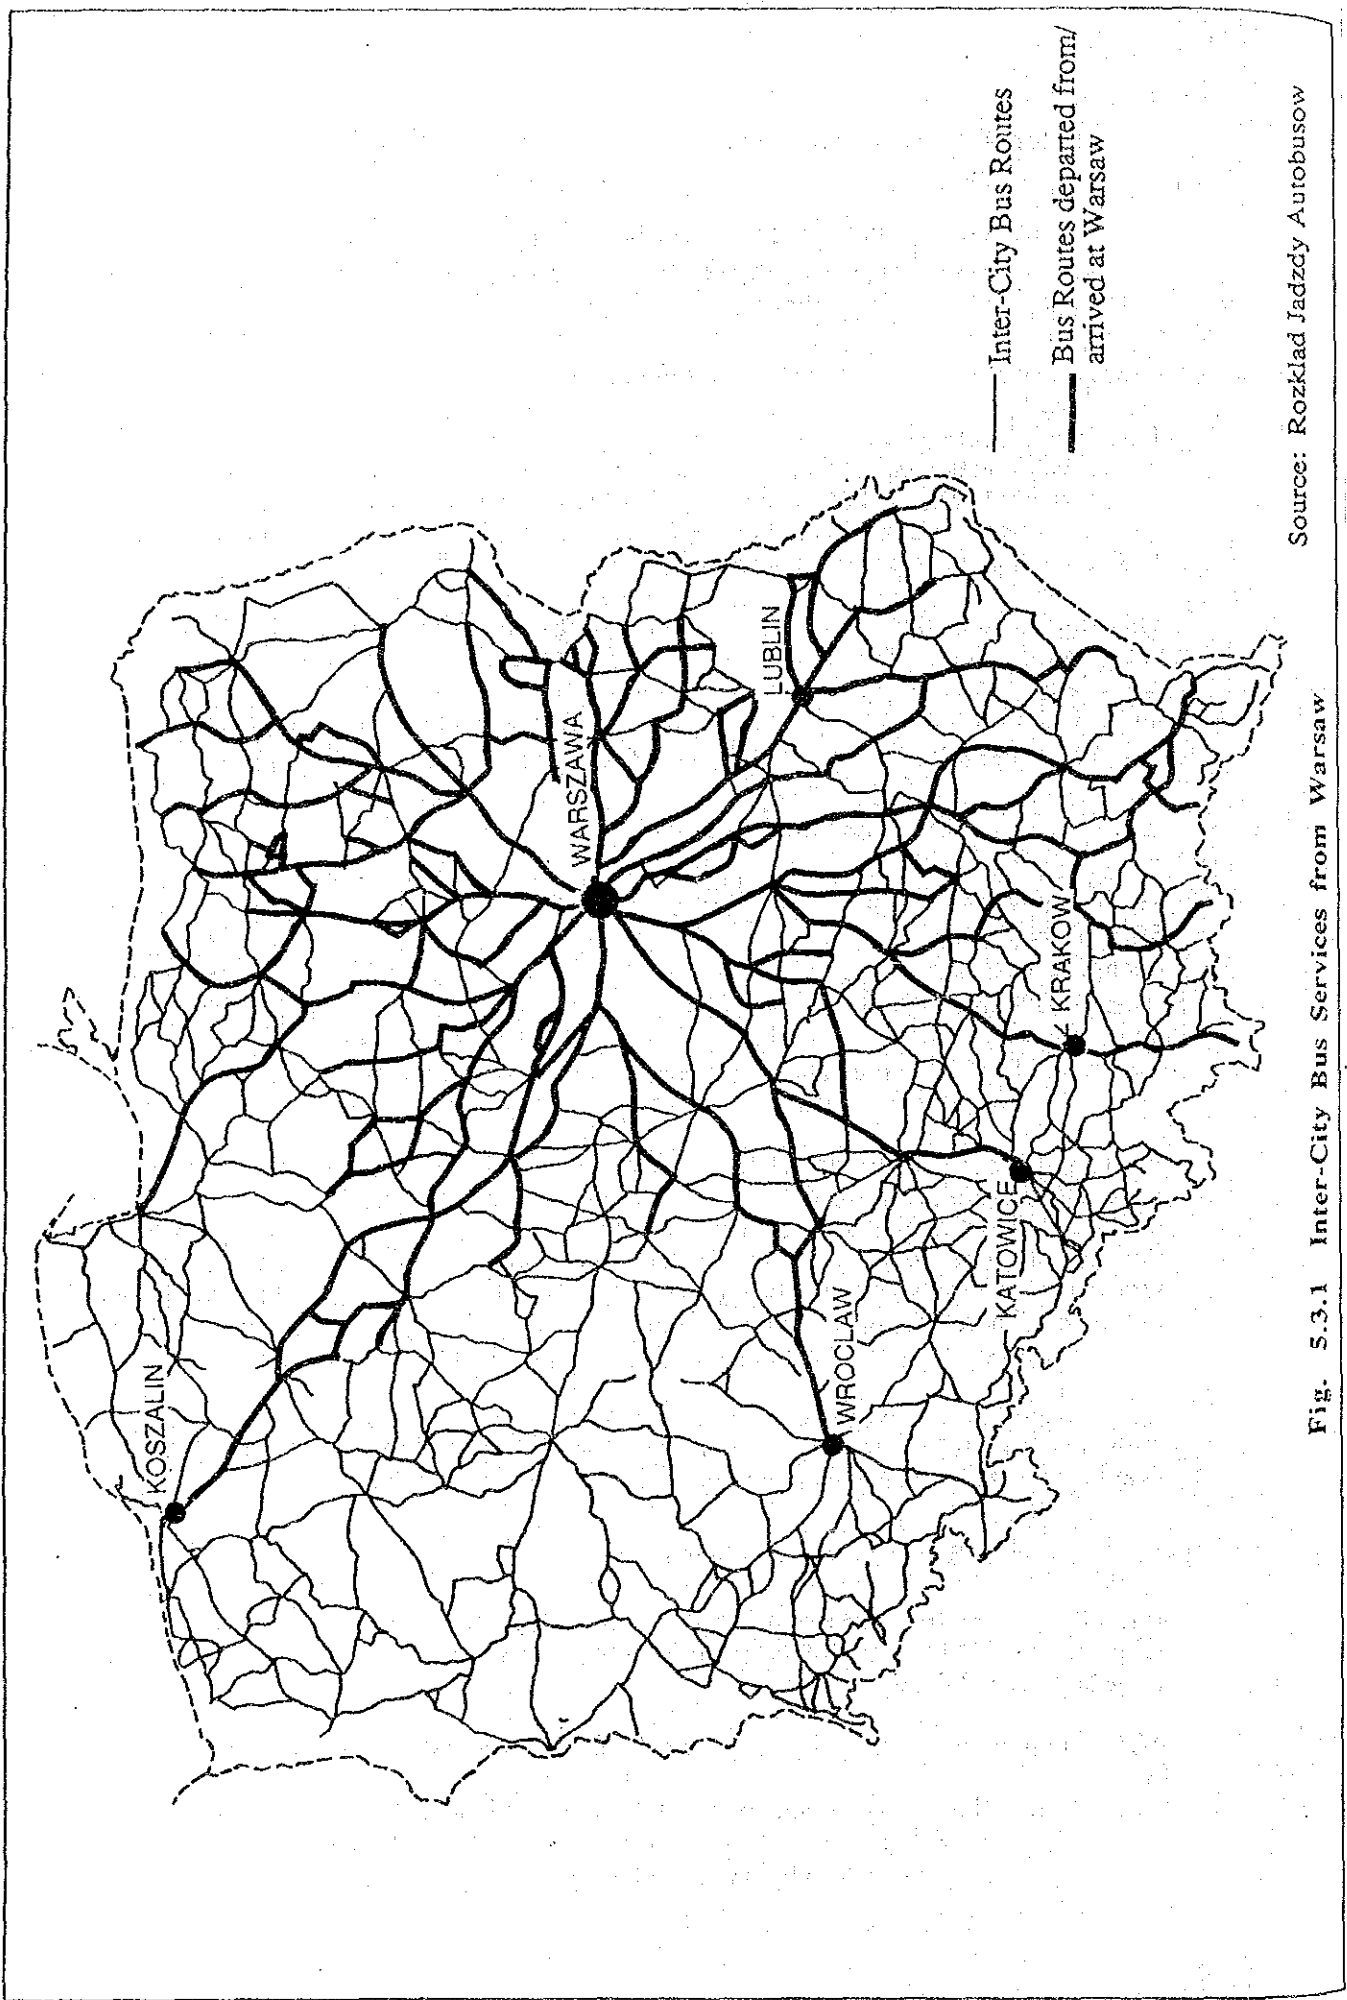 KOSZALIN
WARSZAWA
LUBLIN
WROCLAW
KATOWICE
KRAKOW
Inter-City Bus Routes
Bus Routes departed from/
arrived at Warsaw
Source: Rozklad Jadzdy Autobusow
Fig. 5.3.1 Inter-City Bus Services from Warsaw